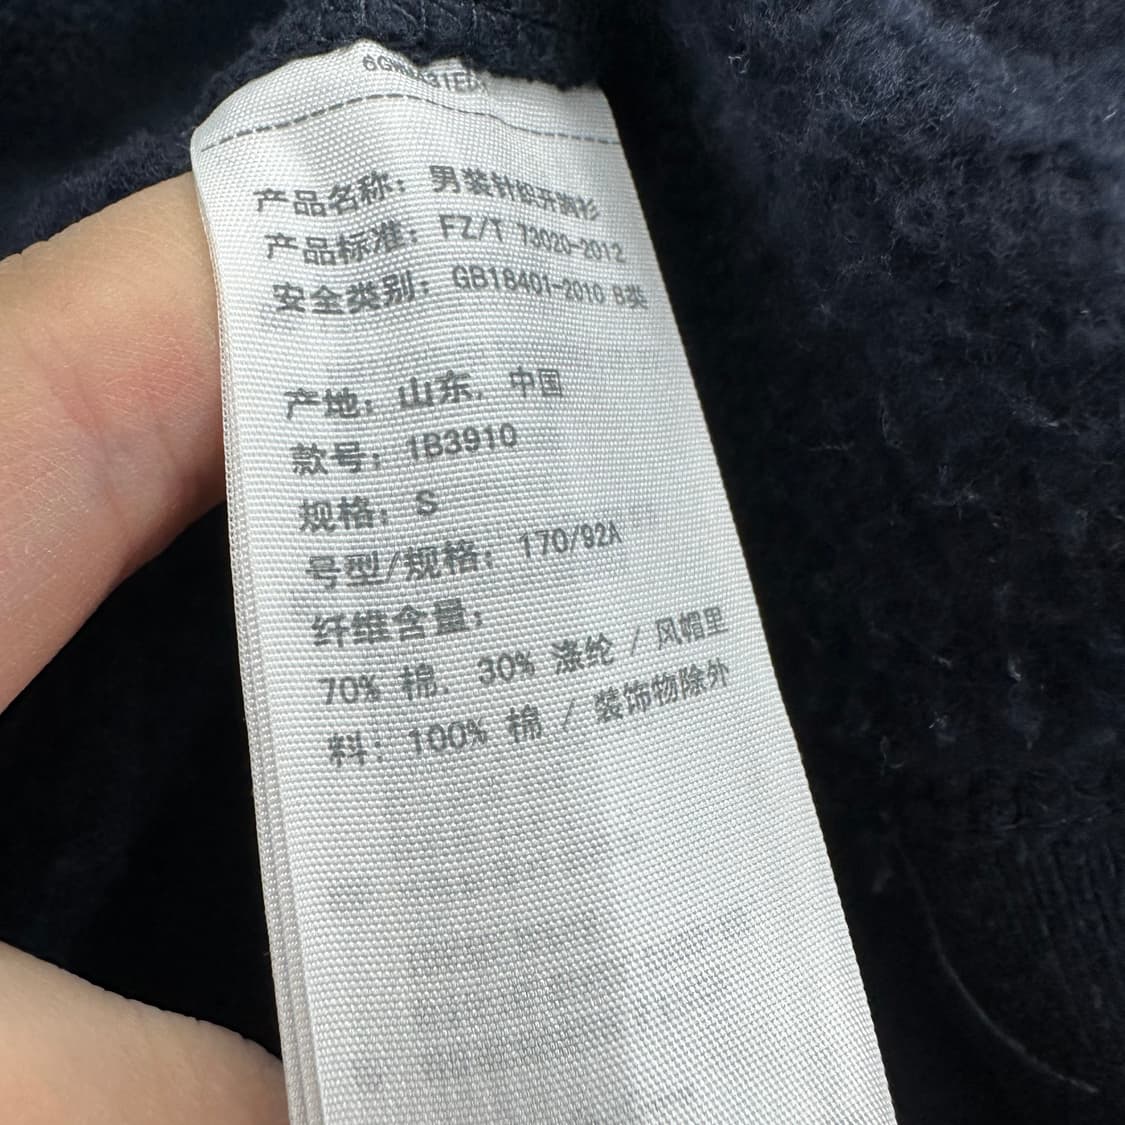 产品名称：男装针织开胸衫
产品标准：FZ/T 73020-2012
安全类别：GB18401-2010 B类
产地：山东，中国
款号：1B3910
规格：S
号型/规格：170/92A
纤维含量：
70% 棉，30% 涤纶 / 风帽里
料：100% 棉 / 装饰物除外